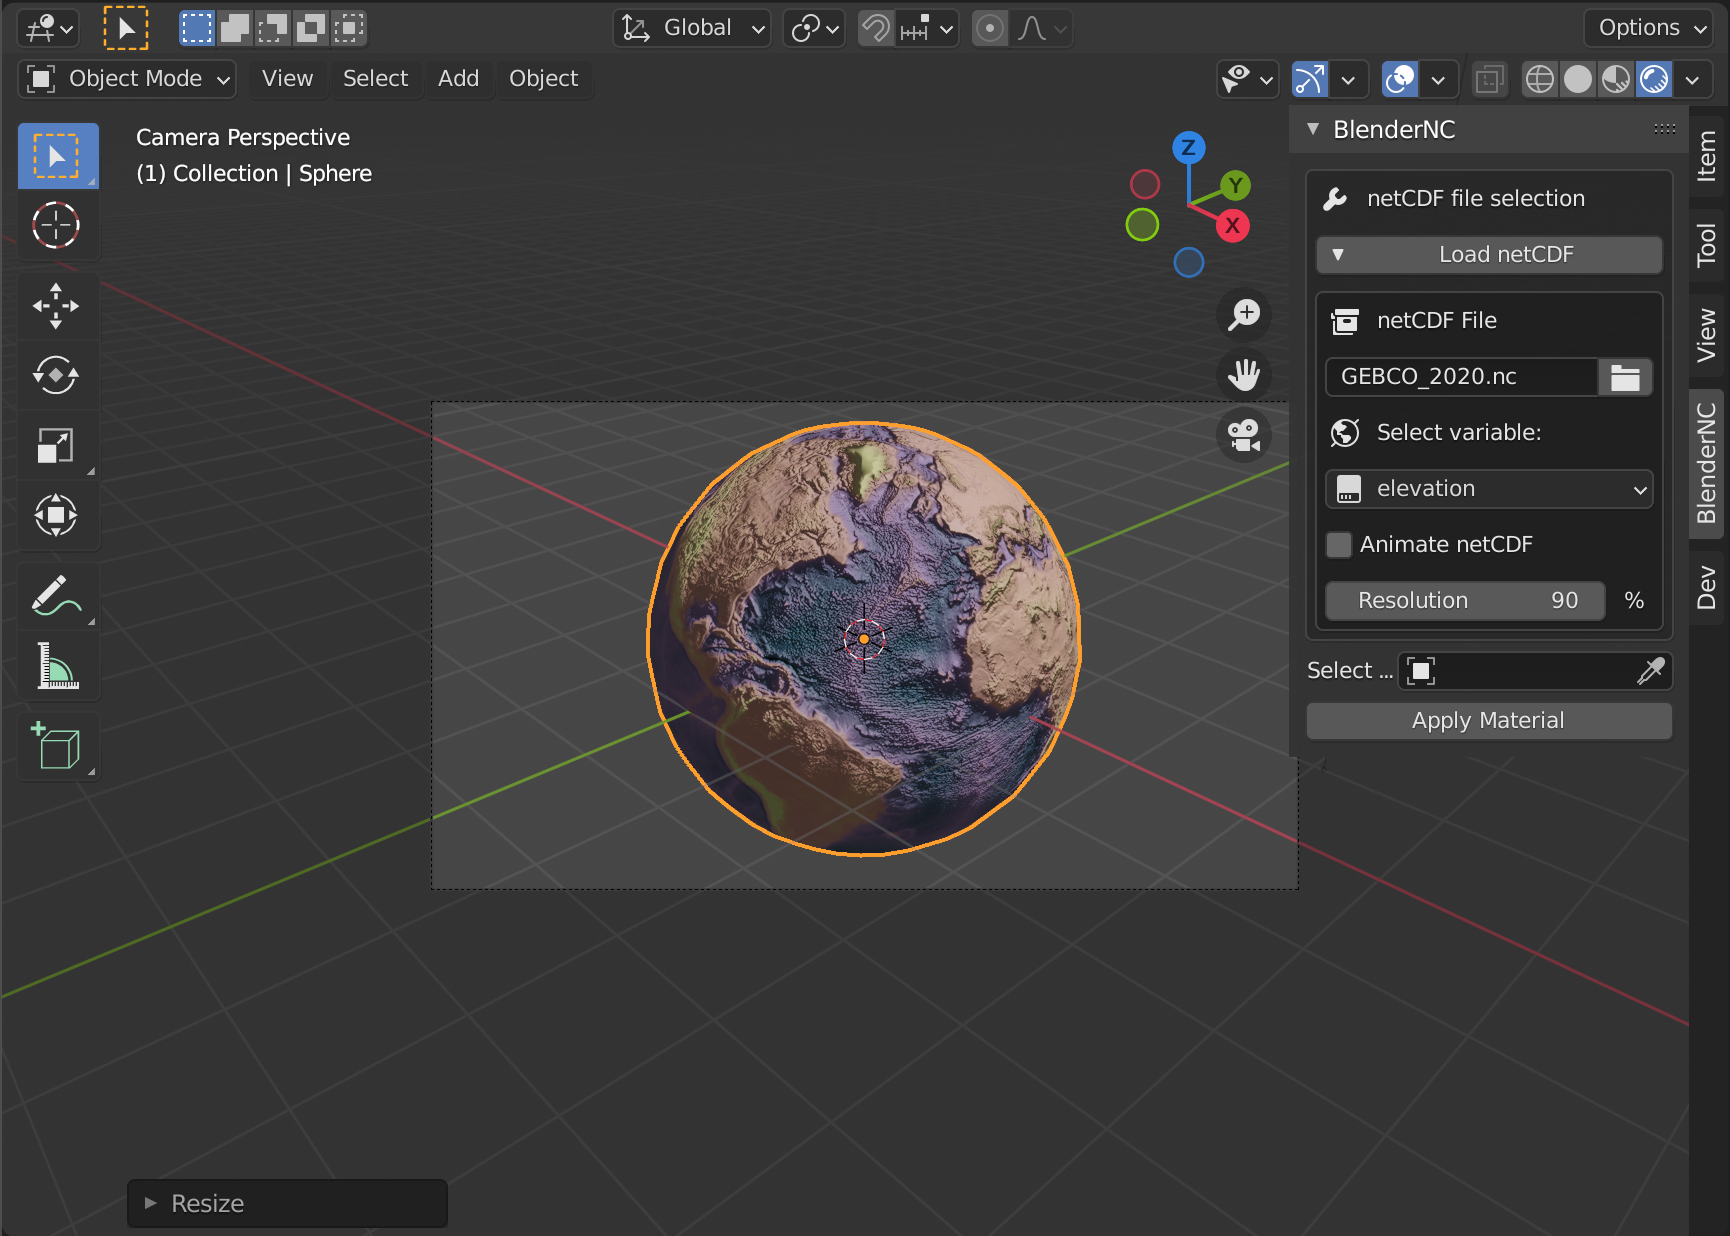 Global
Options
Object Mode
View
Select
Add
Object
Camera Perspective
(1) Collection | Sphere
Z
Y
X
BlenderNC
netCDF file selection
Load netCDF
netCDF File
GEBCO_2020.nc
Select variable:
elevation
Animate netCDF
Resolution 90 %
Select ...
Apply Material
Item
Tool
View
BlenderNC
Dev
Resize